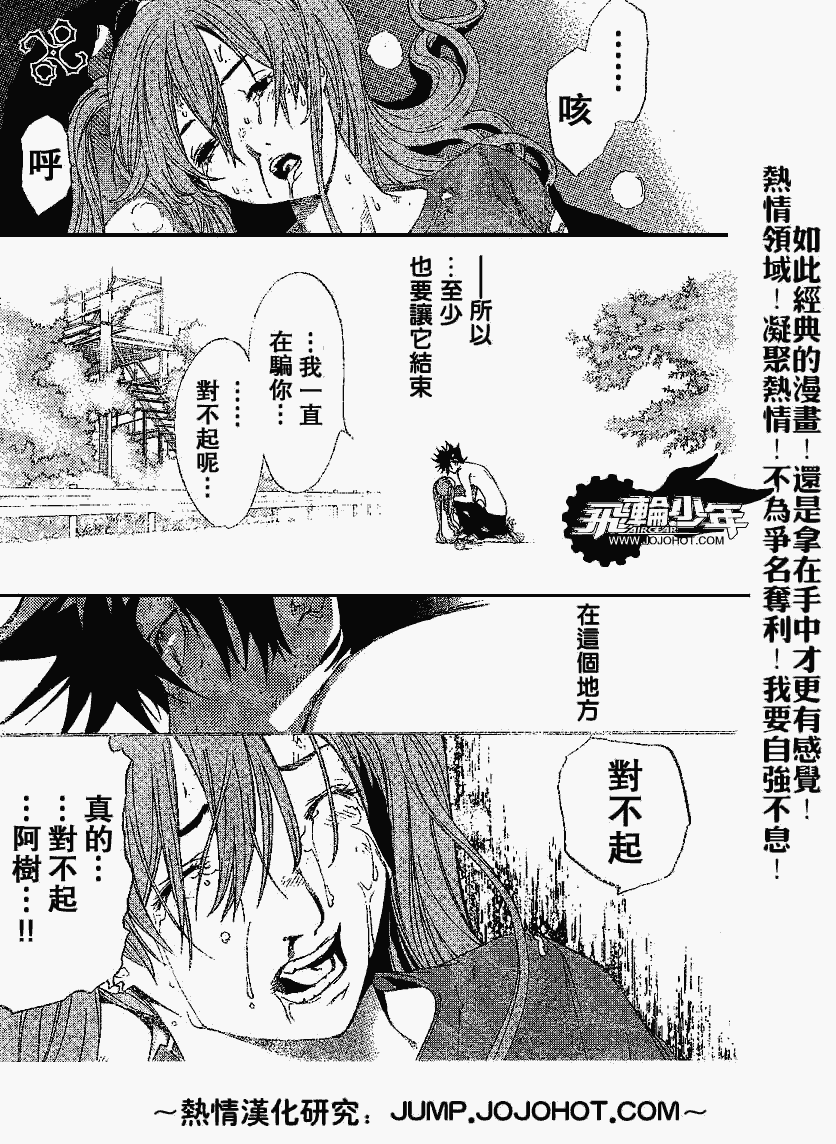 ……
咳
呼
——所以
…至少
也要讓它結束
…我一直
在騙你…
……
對不起呢…
飛輪少年
AIRGEAR
WWW.JOJOHOT.COM
在這個地方
對不起
真的…
…對不起
…阿樹…!!
如此經典的漫畫！還是拿在手中才更有感覺！
熱情領域！凝聚熱情！不為爭名奪利！我要自強不息！
～熱情漢化研究：JUMP.JOJOHOT.COM～